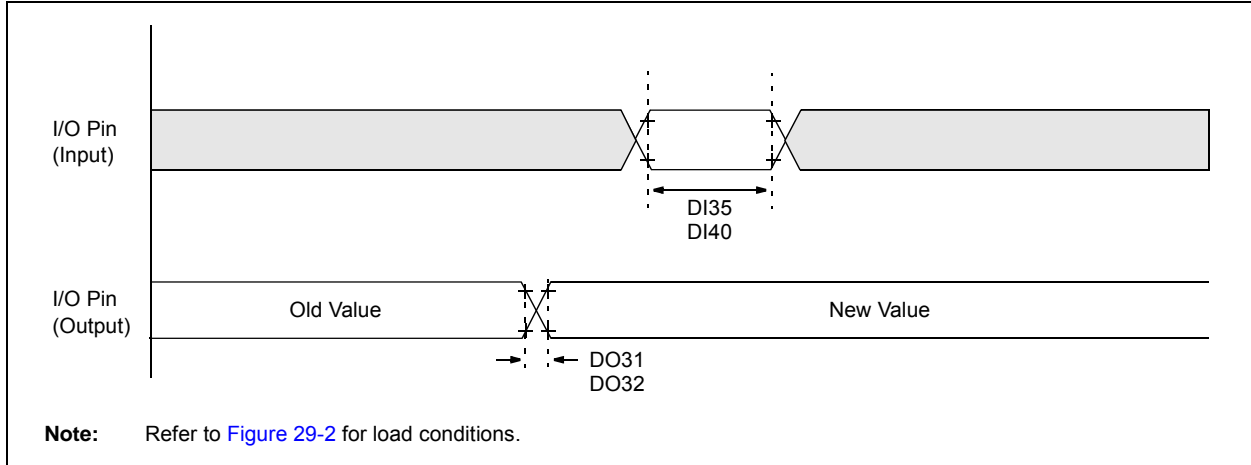 I/O Pin
(Input)
DI35
DI40
I/O Pin
(Output)
Old Value
New Value
DO31
DO32
Note: Refer to Figure 29-2 for load conditions.